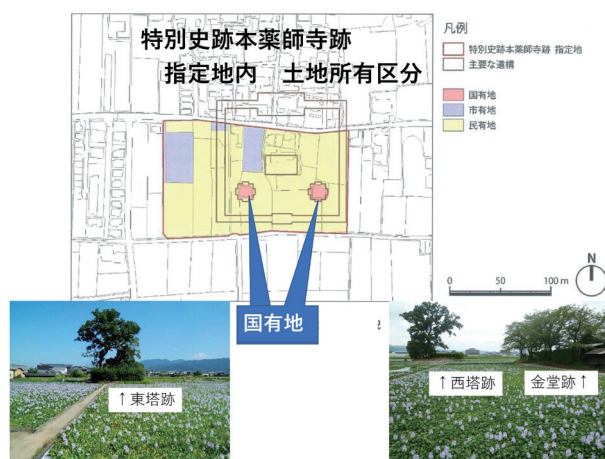 特別史跡本薬師寺跡
指定地内 土地所有区分
凡例
特別史跡本薬師寺跡 指定地
主要な遺構
国有地
市有地
民有地
N
0 50 100 m
国有地
↑東塔跡
↑西塔跡
金堂跡↑